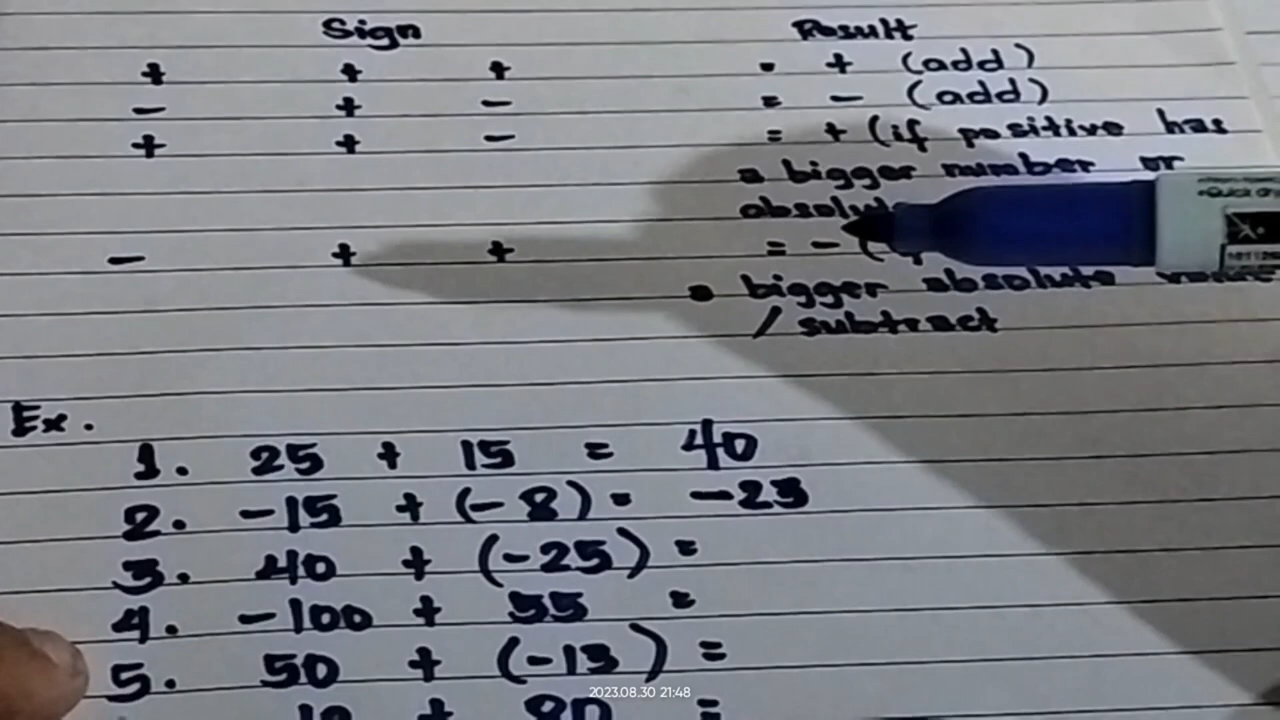 Sign Result
+ + + = + (add)
- + - = - (add)
+ + - = + (if positive has
a bigger number or
absolute
- + + = - (
a bigger absolute
/ subtract
Ex.
1. 25 + 15 = 40
2. -15 + (-8) = -23
3. 40 + (-25) =
4. -100 + 55 =
5. 50 + (-13) =
+ =
2023.08.30 21:48